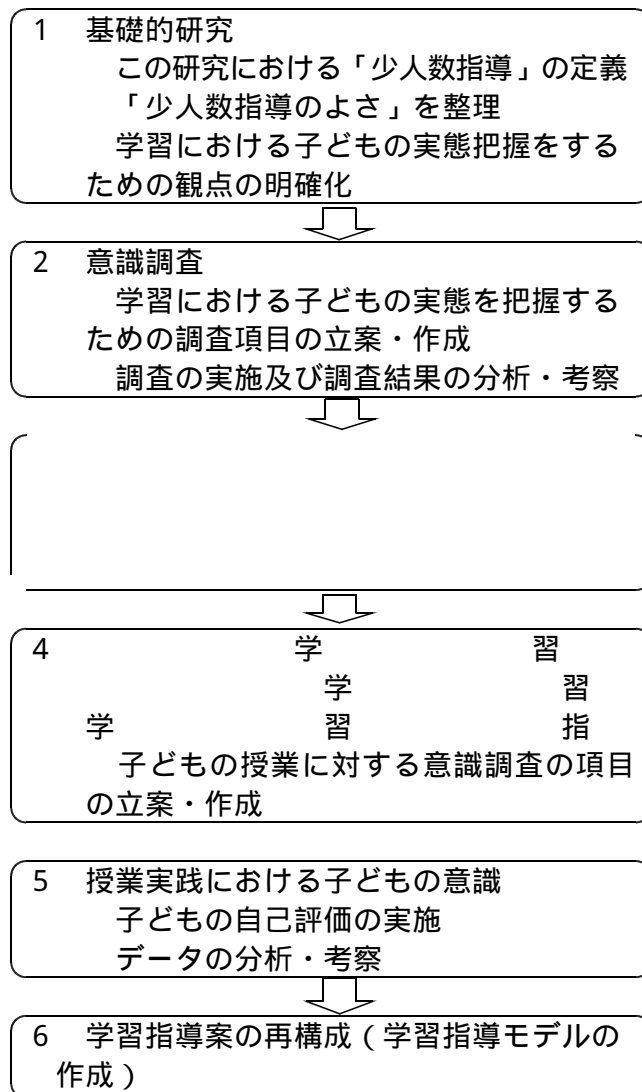 1 基礎的研究
この研究における「少人数指導」の定義
「少人数指導のよさ」を整理
学習における子どもの実態把握をする
ための観点の明確化
2 意識調査
学習における子どもの実態を把握する
ための調査項目の立案・作成
調査の実施及び調査結果の分析・考察
4 学 習
学 習
学 習 指
子どもの授業に対する意識調査の項目
の立案・作成
5 授業実践における子どもの意識
子どもの自己評価の実施
データの分析・考察
6 学習指導案の再構成(学習指導モデルの
作成)